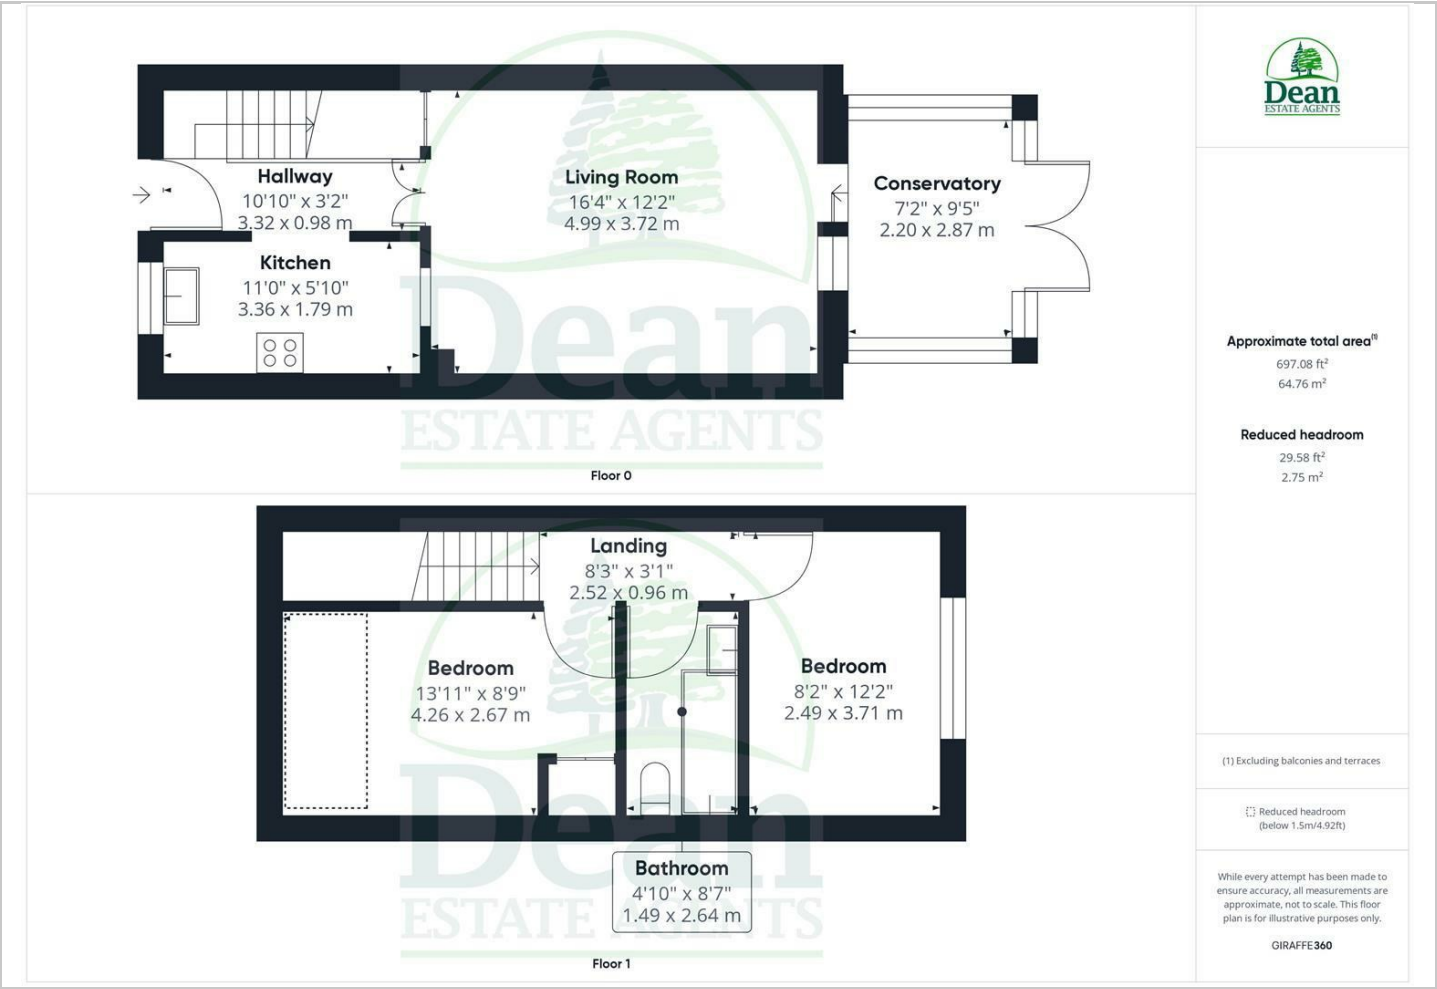 Hallway
10'10" x 3'2"
3.32 x 0.98 m
Living Room
16'4" x 12'2"
4.99 x 3.72 m
Conservatory
7'2" x 9'5"
2.20 x 2.87 m
Kitchen
11'0" x 5'10"
3.36 x 1.79 m
Dean
ESTATE AGENTS
Floor 0
Landing
8'3" x 3'1"
2.52 x 0.96 m
Bedroom
13'11" x 8'9"
4.26 x 2.67 m
Bedroom
8'2" x 12'2"
2.49 x 3.71 m
Dean
ESTATE AGENTS
Bathroom
4'10" x 8'7"
1.49 x 2.64 m
Floor 1
Dean
ESTATE AGENTS
Approximate total area⁽¹⁾
697.08 ft²
64.76 m²
Reduced headroom
29.58 ft²
2.75 m²
(1) Excluding balconies and terraces
Reduced headroom
(below 1.5m/4.92ft)
While every attempt has been made to
ensure accuracy, all measurements are
approximate, not to scale. This floor
plan is for illustrative purposes only.
GIRAFFE360